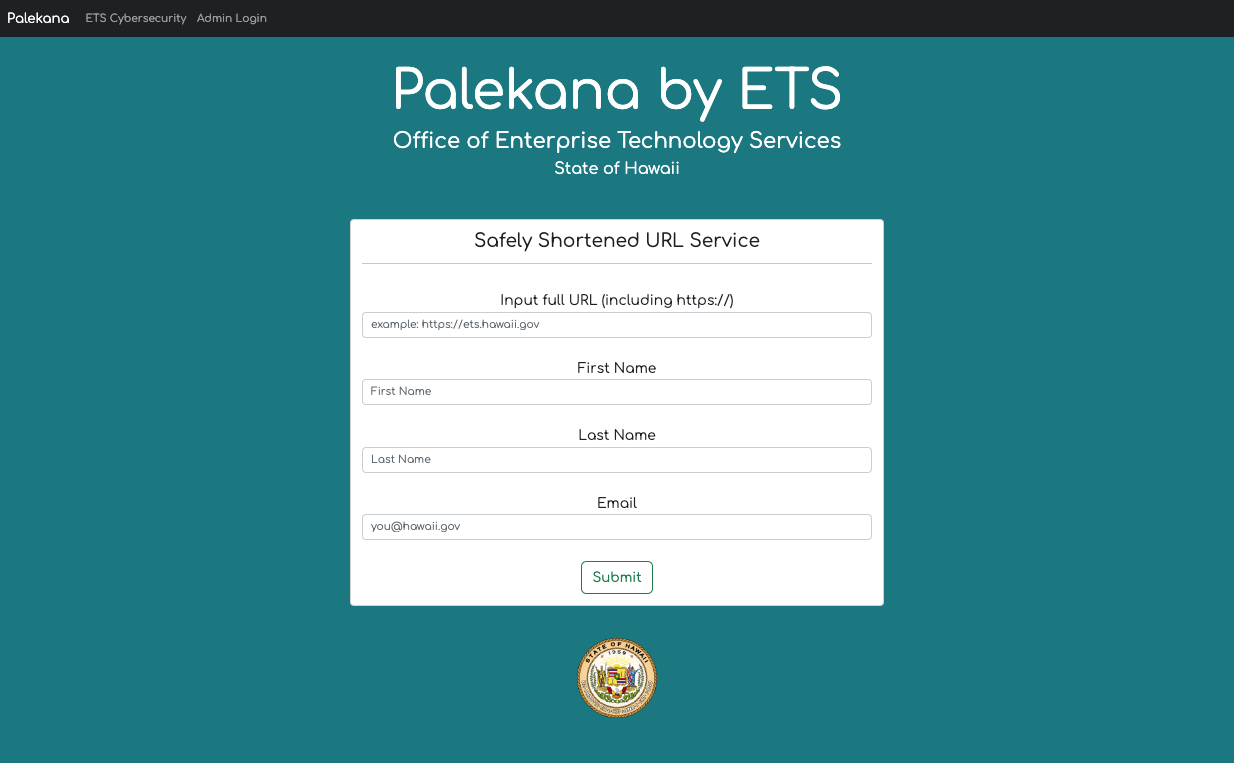 Palekana ETS Cybersecurity Admin Login
Palekana by ETS
Office of Enterprise Technology Services
State of Hawaii
Safely Shortened URL Service
Input full URL (including https://)
example: https://ets.hawaii.gov
First Name
First Name
Last Name
Last Name
Email
you@hawaii.gov
Submit
STATE OF HAWAII
1959